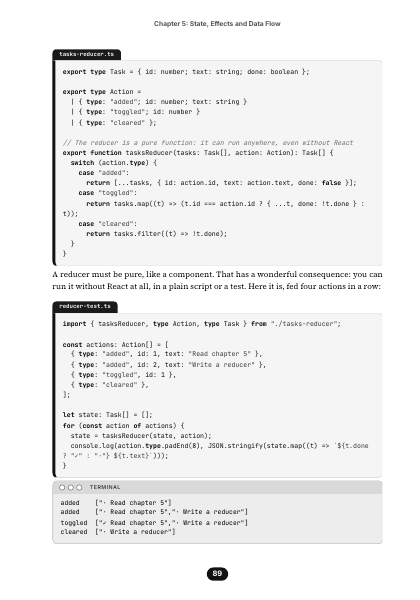 Chapter 5: State, Effects and Data Flow
tasks-reducer.ts
export type Task = { id: number; text: string; done: boolean };
export type Action =
| { type: "added"; id: number; text: string }
| { type: "toggled"; id: number }
| { type: "cleared" };
// The reducer is a pure function: it can run anywhere, even without React
export function tasksReducer(tasks: Task[], action: Action): Task[] {
switch (action.type) {
case "added":
return [...tasks, { id: action.id, text: action.text, done: false }];
case "toggled":
return tasks.map((t) => (t.id === action.id ? { ...t, done: !t.done } :
t));
case "cleared":
return tasks.filter((t) => !t.done);
}
}
A reducer must be pure, like a component. That has a wonderful consequence: you can
run it without React at all, in a plain script or a test. Here it is, fed four actions in a row:
reducer-test.ts
import { tasksReducer, type Action, type Task } from "./tasks-reducer";
const actions: Action[] = [
{ type: "added", id: 1, text: "Read chapter 5" },
{ type: "added", id: 2, text: "Write a reducer" },
{ type: "toggled", id: 1 },
{ type: "cleared" },
];
let state: Task[] = [];
for (const action of actions) {
state = tasksReducer(state, action);
console.log(action.type.padEnd(8), JSON.stringify(state.map((t) => `${t.done
? "✓" : "·"} ${t.text}`)));
}
TERMINAL
added    ["· Read chapter 5"]
added    ["· Read chapter 5","· Write a reducer"]
toggled  ["✓ Read chapter 5","· Write a reducer"]
cleared  ["· Write a reducer"]
89